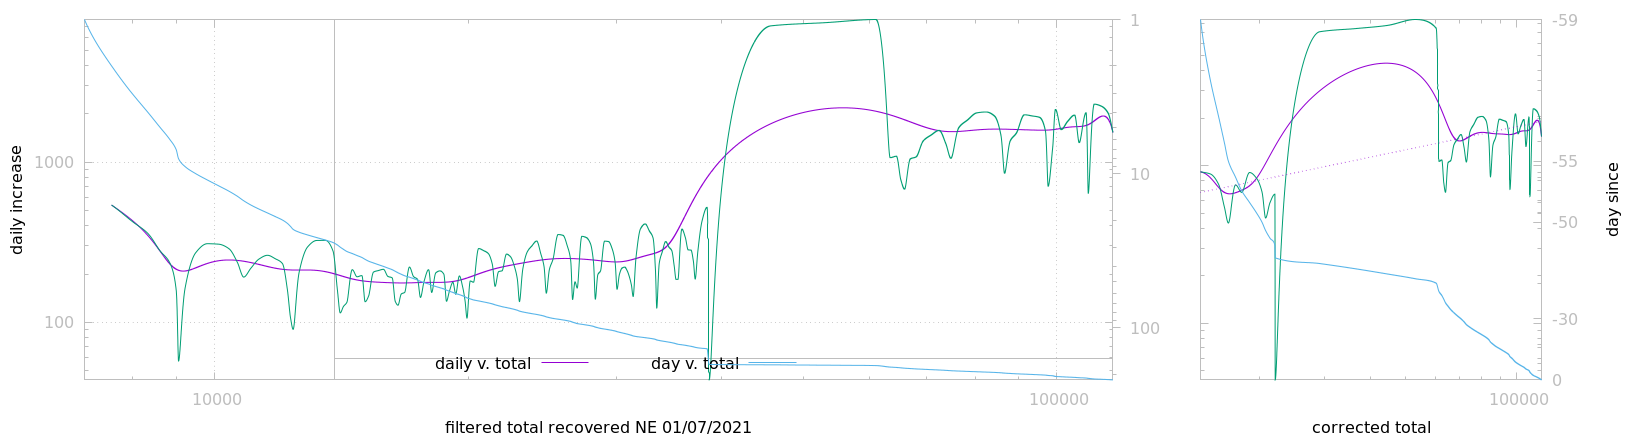 daily increase
1000
100
10000
100000
1
10
100
daily v. total
day v. total
filtered total recovered NE 01/07/2021
-59
-55
-50
-30
0
day since
100000
corrected total